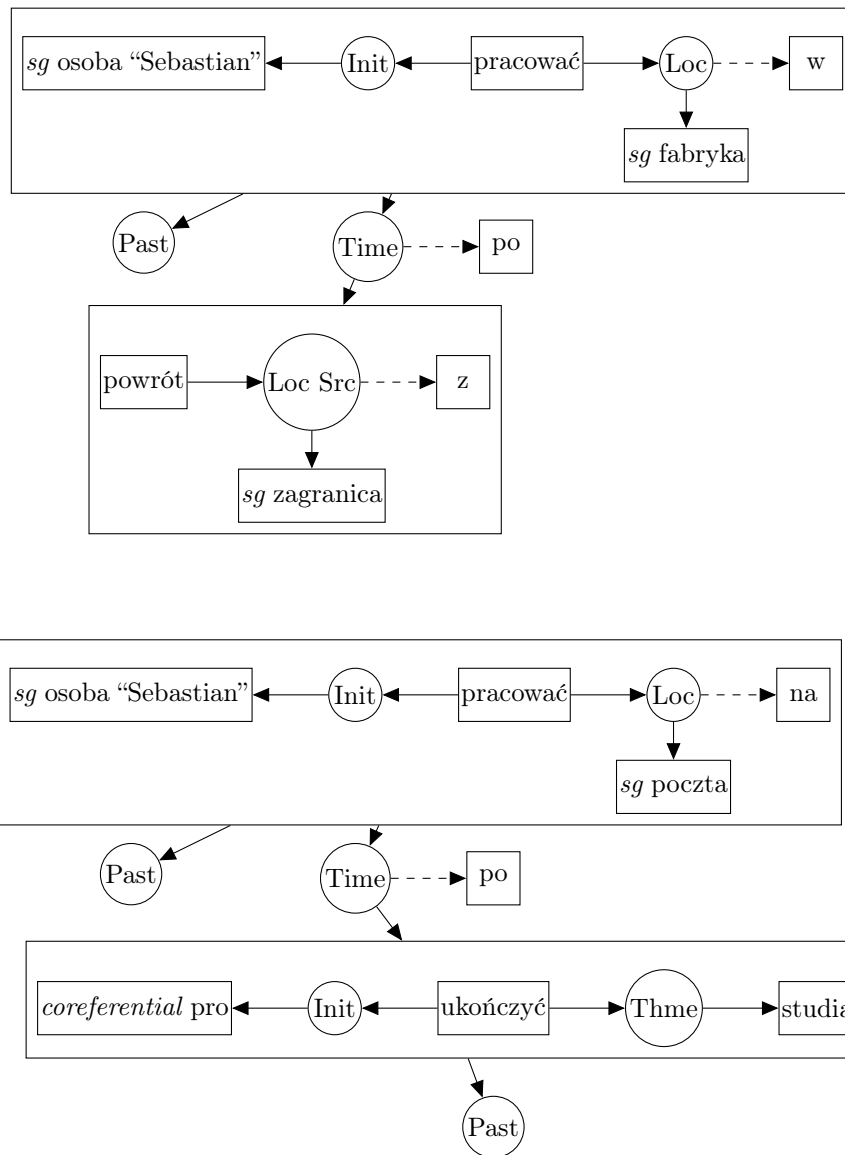 sg osoba “Sebastian” Init pracować Loc w
sg fabryka
Past Time po
powrót Loc Src z
sg zagranica
sg osoba “Sebastian” Init pracować Loc na
sg poczta
Past Time po
coreferential pro Init ukończyć Thme studia
Past